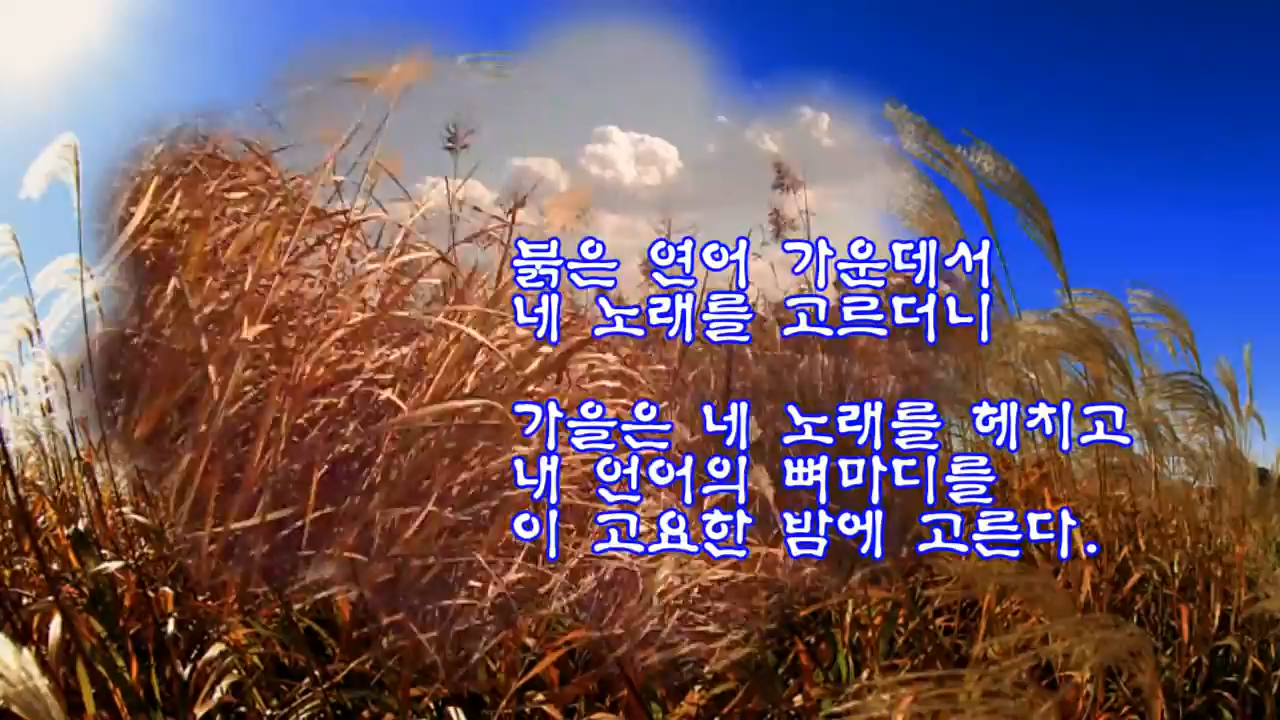 붉은 연어 가운데서
네 노래를 고르더니
가을은 네 노래를 헤치고
내 언어의 뼈마디를
이 고요한 밤에 고른다.